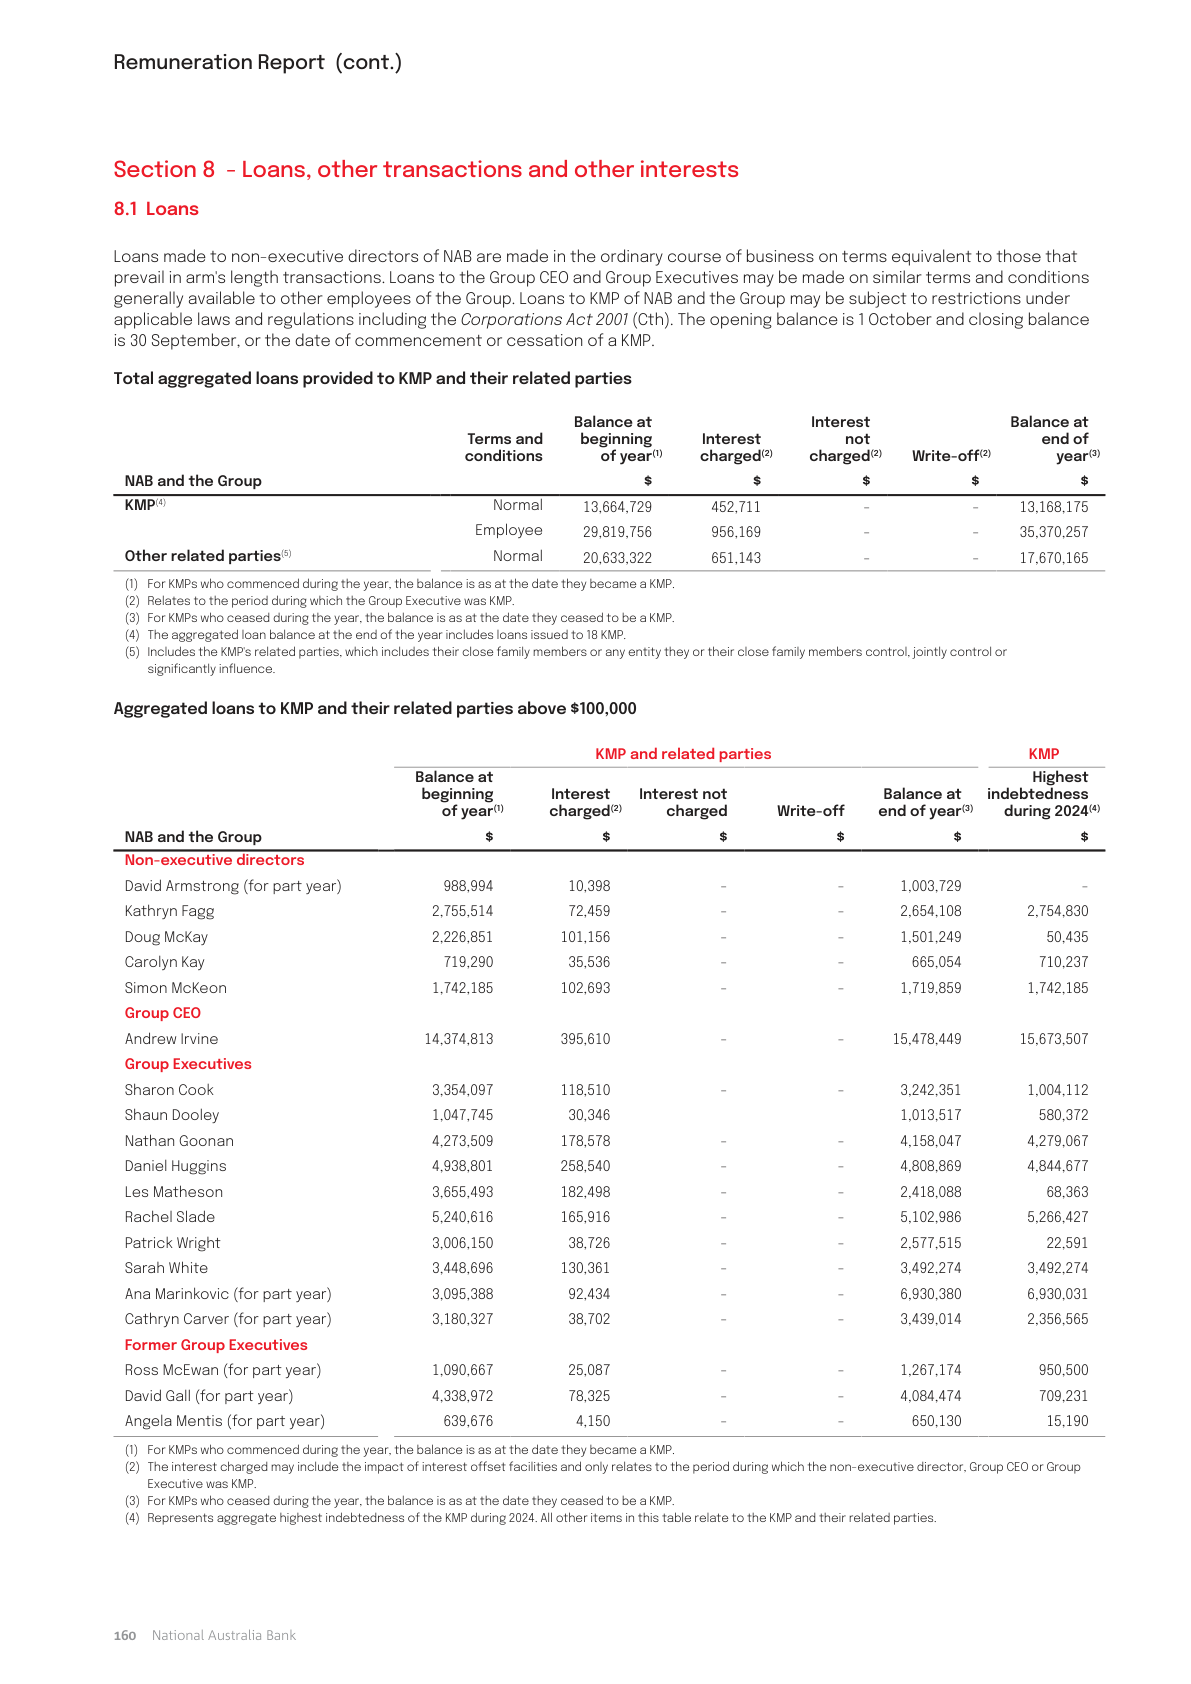 Remuneration Report (cont.)
Section 8 - Loans, other transactions and other interests
8.1 Loans
Loans made to non-executive directors of NAB are made in the ordinary course of business on terms equivalent to those that
prevail in arm's length transactions. Loans to the Group CEO and Group Executives may be made on similar terms and conditions
generally available to other employees of the Group. Loans to KMP of NAB and the Group may be subject to restrictions under
applicable laws and regulations including the Corporations Act 2001 (Cth). The opening balance is 1 October and closing balance
is 30 September, or the date of commencement or cessation of a KMP.
Total aggregated loans provided to KMP and their related parties
Terms and conditions Balance at beginning of year(1) Interest charged(2) Interest not charged(2) Write-off(2) Balance at end of year(3)
NAB and the Group $ $ $ $ $
KMP(4) Normal 13,664,729 452,711 – – 13,168,175
Employee 29,819,756 956,169 – – 35,370,257
Other related parties(5) Normal 20,633,322 651,143 – – 17,670,165
(1) For KMPs who commenced during the year, the balance is as at the date they became a KMP.
(2) Relates to the period during which the Group Executive was KMP.
(3) For KMPs who ceased during the year, the balance is as at the date they ceased to be a KMP.
(4) The aggregated loan balance at the end of the year includes loans issued to 18 KMP.
(5) Includes the KMP's related parties, which includes their close family members or any entity they or their close family members control, jointly control or
significantly influence.
Aggregated loans to KMP and their related parties above $100,000
KMP and related parties KMP
Balance at beginning of year(1) Interest charged(2) Interest not charged Write-off Balance at end of year(3) Highest indebtedness during 2024(4)
NAB and the Group $ $ $ $ $ $
Non-executive directors
David Armstrong (for part year) 988,994 10,398 – – 1,003,729 –
Kathryn Fagg 2,755,514 72,459 – – 2,654,108 2,754,830
Doug McKay 2,226,851 101,156 – – 1,501,249 50,435
Carolyn Kay 719,290 35,536 – – 665,054 710,237
Simon McKeon 1,742,185 102,693 – – 1,719,859 1,742,185
Group CEO
Andrew Irvine 14,374,813 395,610 – – 15,478,449 15,673,507
Group Executives
Sharon Cook 3,354,097 118,510 – – 3,242,351 1,004,112
Shaun Dooley 1,047,745 30,346 1,013,517 580,372
Nathan Goonan 4,273,509 178,578 – – 4,158,047 4,279,067
Daniel Huggins 4,938,801 258,540 – – 4,808,869 4,844,677
Les Matheson 3,655,493 182,498 – – 2,418,088 68,363
Rachel Slade 5,240,616 165,916 – – 5,102,986 5,266,427
Patrick Wright 3,006,150 38,726 – – 2,577,515 22,591
Sarah White 3,448,696 130,361 – – 3,492,274 3,492,274
Ana Marinkovic (for part year) 3,095,388 92,434 – – 6,930,380 6,930,031
Cathryn Carver (for part year) 3,180,327 38,702 – – 3,439,014 2,356,565
Former Group Executives
Ross McEwan (for part year) 1,090,667 25,087 – – 1,267,174 950,500
David Gall (for part year) 4,338,972 78,325 – – 4,084,474 709,231
Angela Mentis (for part year) 639,676 4,150 – – 650,130 15,190
(1) For KMPs who commenced during the year, the balance is as at the date they became a KMP.
(2) The interest charged may include the impact of interest offset facilities and only relates to the period during which the non-executive director, Group CEO or Group
Executive was KMP.
(3) For KMPs who ceased during the year, the balance is as at the date they ceased to be a KMP.
(4) Represents aggregate highest indebtedness of the KMP during 2024. All other items in this table relate to the KMP and their related parties.
160 National Australia Bank